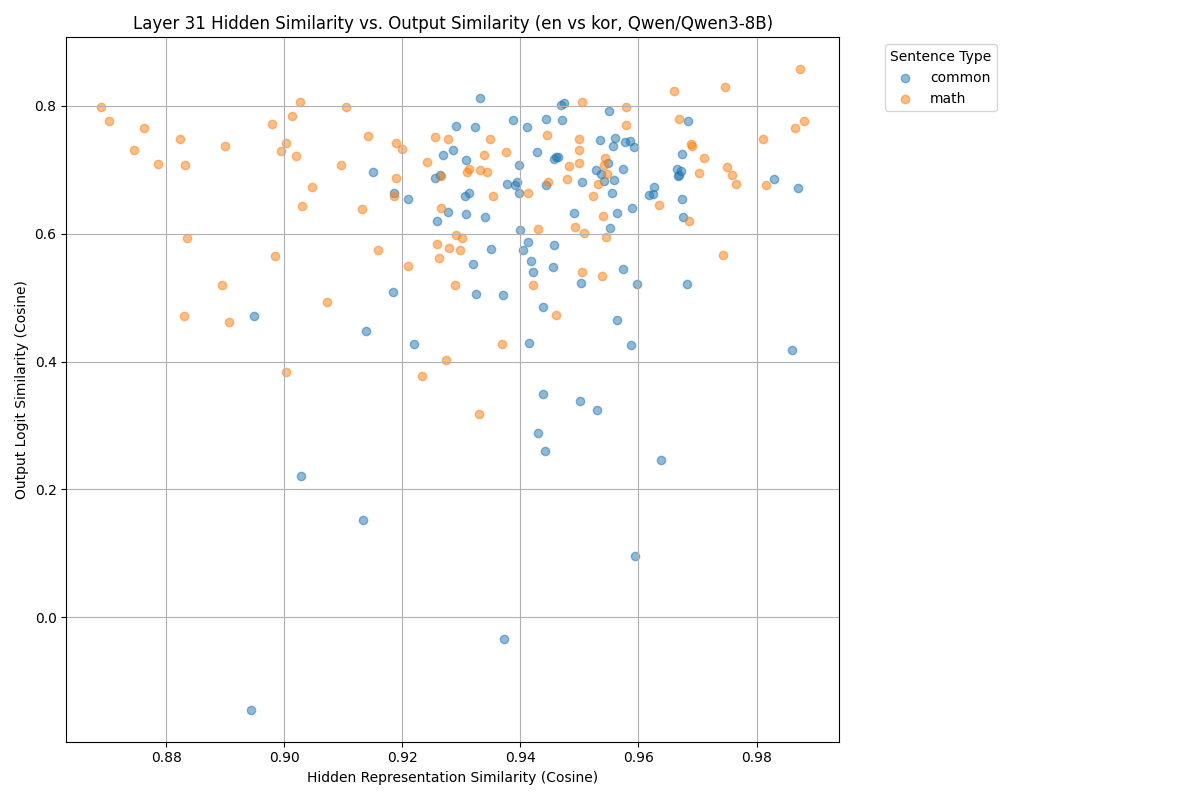 Layer 31 Hidden Similarity vs. Output Similarity (en vs kor, Qwen/Qwen3-8B)
Sentence Type
common
math
Output Logit Similarity (Cosine)
0.8
0.6
0.4
0.2
0.0
0.88 0.90 0.92 0.94 0.96 0.98
Hidden Representation Similarity (Cosine)